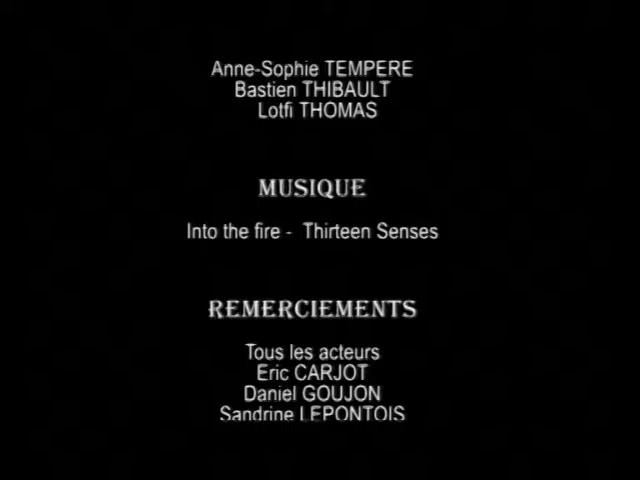 Anne-Sophie TEMPERE
Bastien THIBAULT
Lotfi THOMAS
MUSIQUE
Into the fire - Thirteen Senses
REMERCIEMENTS
Tous les acteurs
Eric CARJOT
Daniel GOUJON
Sandrine LEPONTOIS